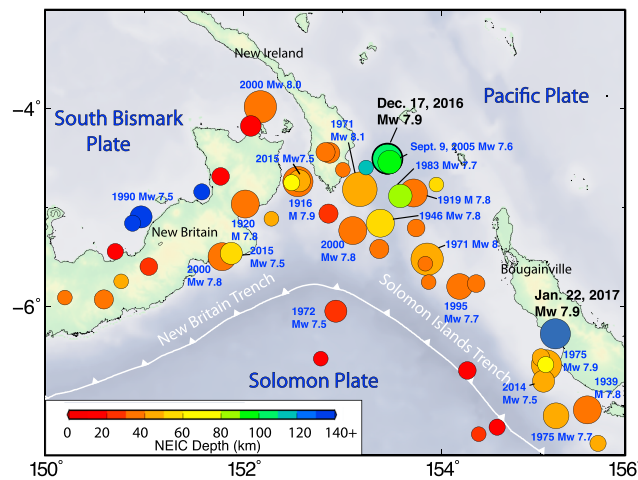 New Ireland
2000 Mw 8.0
Dec. 17, 2016
Mw 7.9
Pacific Plate
−4°
South Bismark
Plate
1971
Mw 8.1
Sept. 9, 2005 Mw 7.6
2015 Mw7.5
1983 Mw 7.7
1990 Mw 7.5
1916
M 7.9
1919 M 7.8
1946 Mw 7.8
New Britain
1920
M 7.8
2015
Mw 7.5
2000
Mw 7.8
2000
Mw 7.8
1971 Mw 8
Bougainville
−6°
New Britain Trench
Solomon Islands Trench
1972
Mw 7.5
1995
Mw 7.7
Jan. 22, 2017
Mw 7.9
Solomon Plate
1975
Mw 7.9
2014
Mw 7.5
1939
M 7.8
1975 Mw 7.7
0 20 40 60 80 100 120 140+
NEIC Depth (km)
150° 152° 154° 156